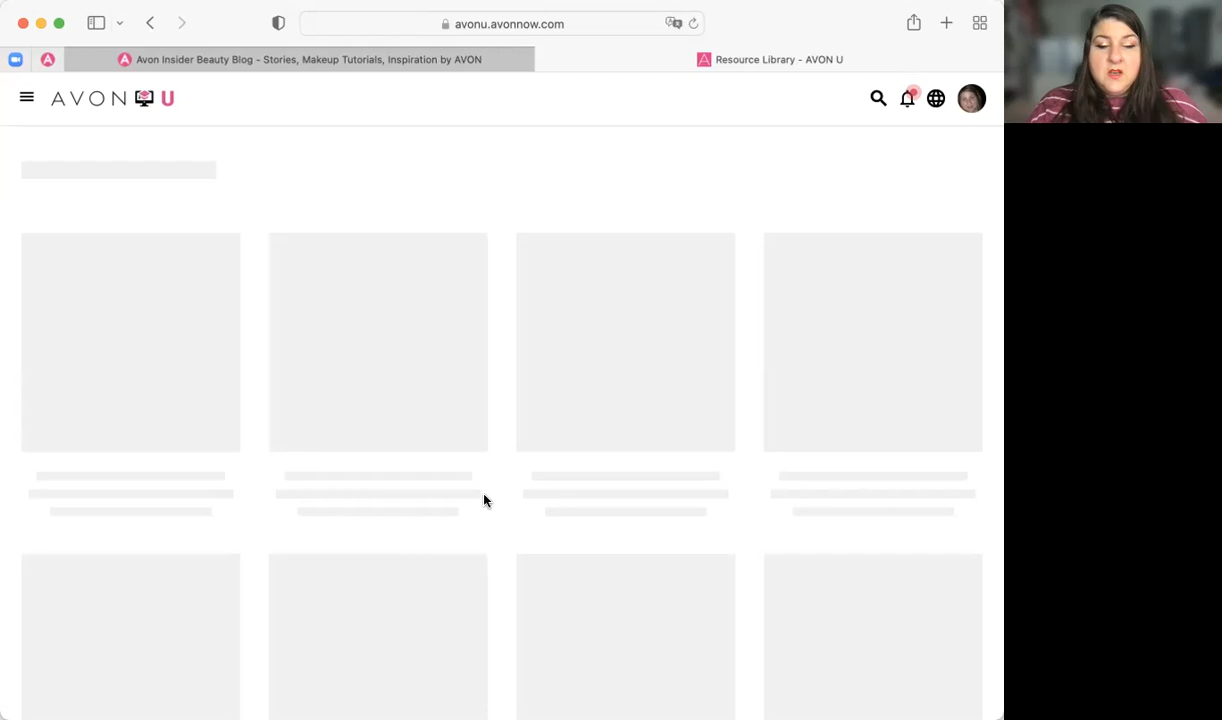 avonu.avonnow.com
Avon Insider Beauty Blog - Stories, Makeup Tutorials, Inspiration by AVON
Resource Library - AVON U
AVON U